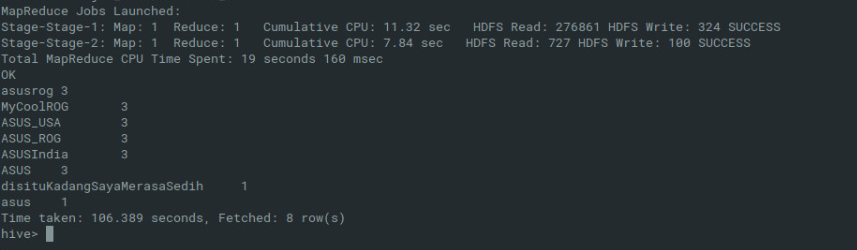 MapReduce Jobs Launched:
Stage-Stage-1: Map: 1  Reduce: 1   Cumulative CPU: 11.32 sec   HDFS Read: 276861 HDFS Write: 324 SUCCESS
Stage-Stage-2: Map: 1  Reduce: 1   Cumulative CPU: 7.84 sec   HDFS Read: 727 HDFS Write: 100 SUCCESS
Total MapReduce CPU Time Spent: 19 seconds 160 msec
OK
asusrog 3
MyCoolROG       3
ASUS_USA        3
ASUS_ROG        3
ASUSIndia       3
ASUS    3
disituKadangSayaMerasaSedih     1
asus    1
Time taken: 106.389 seconds, Fetched: 8 row(s)
hive>